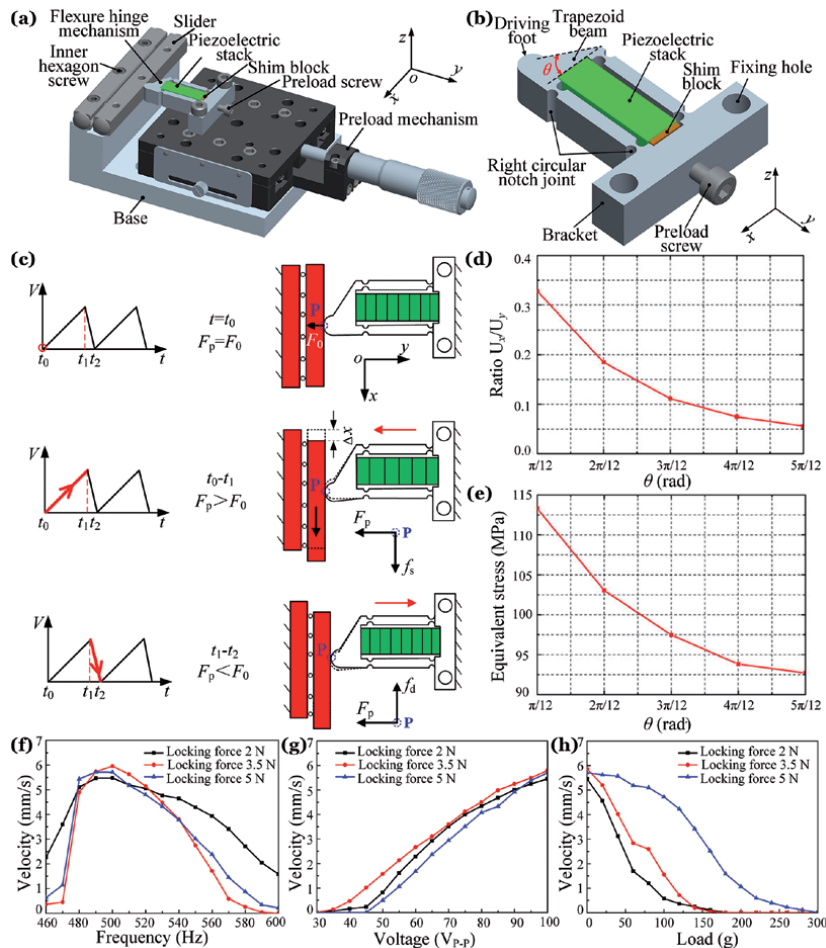 (a)
Flexure hinge
mechanism
Inner
hexagon
screw
Slider
Piezoelectric
stack
Shim block
Preload screw
Preload mechanism
Base
z
y
x
o
(b)
Driving
foot
Trapezoid
beam
Piezoelectric
stack
Shim
block
Fixing hole
θ
Right circular
notch joint
Bracket
Preload
screw
z
y
x
(c)
V
t0
t1 t2
t
t=t0
Fp=F0
P
F0
o
y
x
V
t0
t1 t2
t
t0-t1
Fp>F0
Δx
P
Fp
P
fs
V
t0
t1 t2
t
t1-t2
Fp<F0
P
fd
Fp
P
(d)
Ratio Ux/Uy
0.4
0.3
0.2
0.1
0.0
π/12 2π/12 3π/12 4π/12 5π/12
θ (rad)
(e)
Equivalent stress (MPa)
115
110
105
100
95
90
π/12 2π/12 3π/12 4π/12 5π/12
θ (rad)
(f)
Velocity (mm/s)
7
6
5
4
3
2
1
0
Locking force 2 N
Locking force 3.5 N
Locking force 5 N
460 480 500 520 540 560 580 600
Frequency (Hz)
(g)
Velocity (mm/s)
7
6
5
4
3
2
1
0
Locking force 2 N
Locking force 3.5 N
Locking force 5 N
30 40 50 60 70 80 90 100
Voltage (VP-P)
(h)
Velocity (mm/s)
7
6
5
4
3
2
1
0
Locking force 2 N
Locking force 3.5 N
Locking force 5 N
0 50 100 150 200 250 300
Load (g)